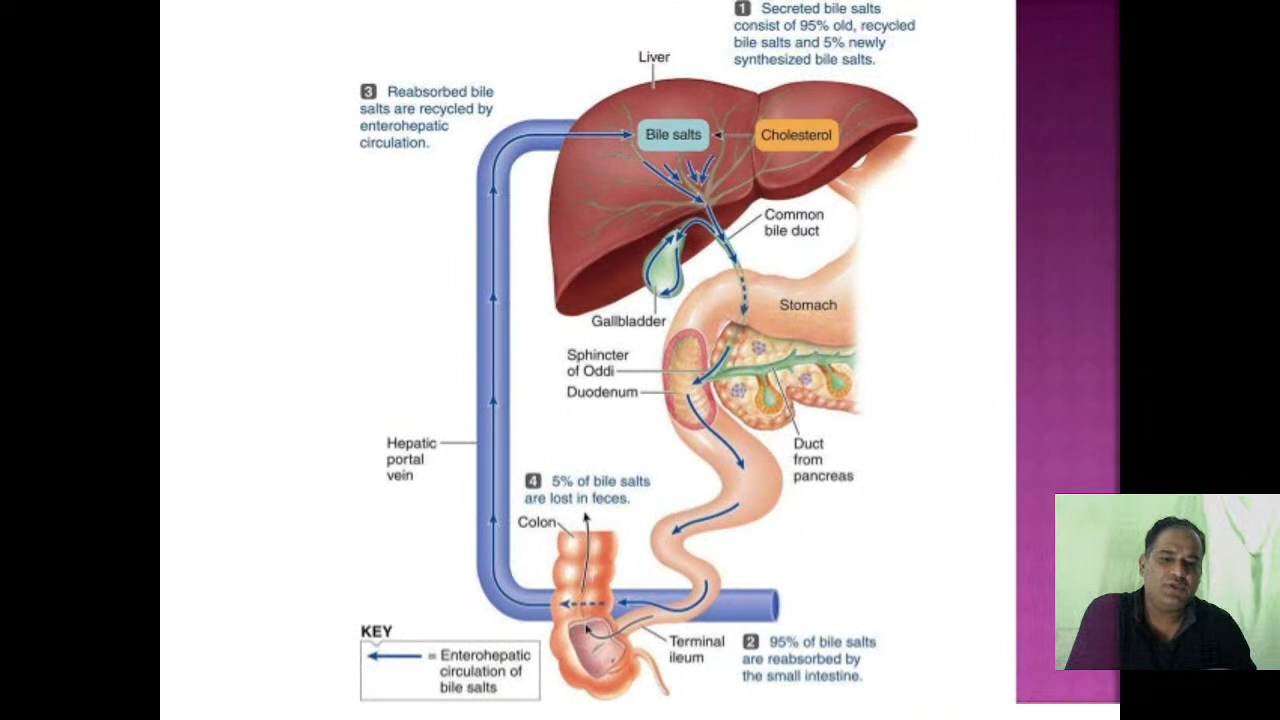 1 Secreted bile salts
consist of 95% old, recycled
bile salts and 5% newly
synthesized bile salts.
Liver
3 Reabsorbed bile
salts are recycled by
enterohepatic
circulation.
Bile salts
Cholesterol
Common
bile duct
Stomach
Gallbladder
Sphincter
of Oddi
Duodenum
Hepatic
portal
vein
Duct
from
pancreas
4 5% of bile salts
are lost in feces.
Colon
Terminal
ileum
2 95% of bile salts
are reabsorbed by
the small intestine.
KEY
= Enterohepatic
circulation of
bile salts